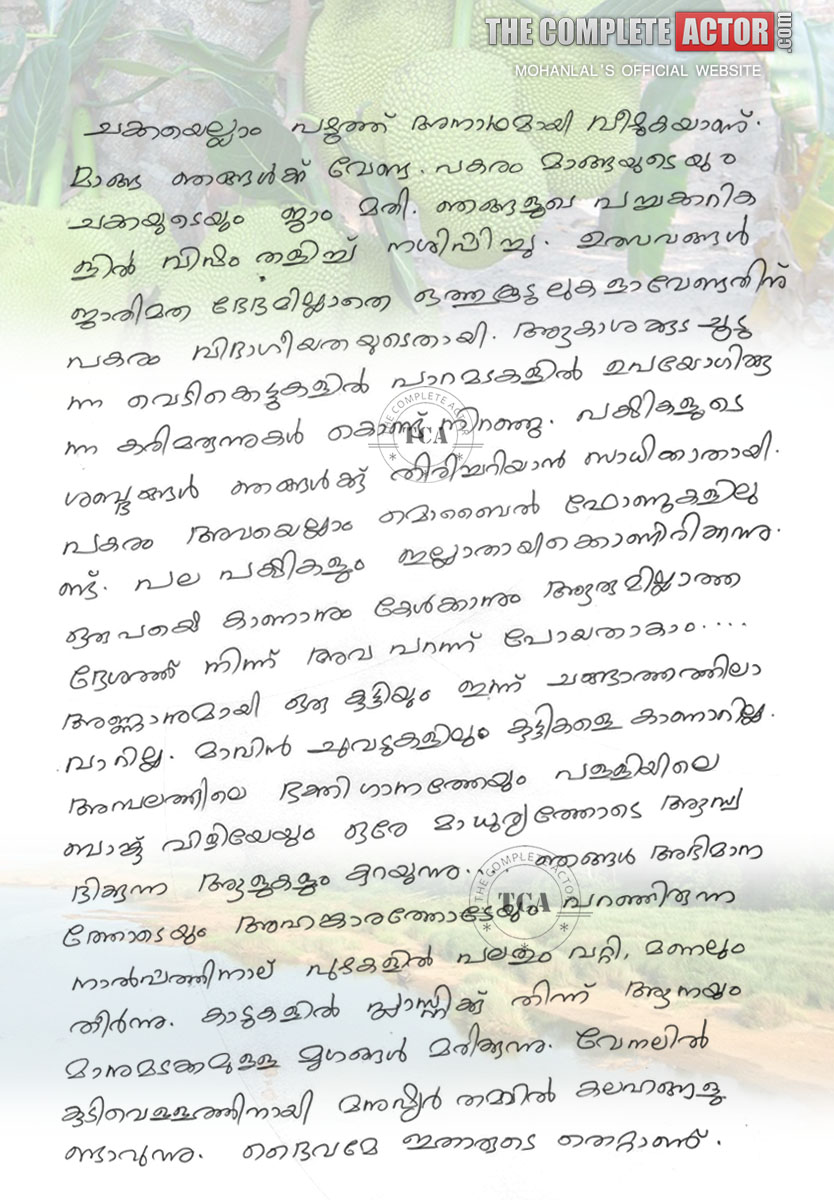 THE COMPLETE ACTOR.com
MOHANLAL'S OFFICIAL WEBSITE
ചക്കയെല്ലാം പഴുത്ത് അനാഥമായി വീഴുകയാണ്.
മാങ്ങ ഞങ്ങൾക്ക് വേണ്ട. പകരം മാങ്ങയുടെയും
ചക്കയുടെയും ജാം മതി. ഞങ്ങളുടെ പച്ചക്കറിക
ളിൽ വിഷം തളിച്ച് നശിപ്പിച്ചു. ഉത്സവങ്ങൾ
ജാതിമത ഭേദമില്ലാതെ ഒത്തുകൂടലുകളാവേണ്ടതിന്
പകരം വിഭാഗീയതയുടെതായി. ആകാശക്കുട ചൂടു
ന്ന വെടിക്കെട്ടുകളിൽ പാറമടകളിൽ ഉപയോഗിക്കു
ന്ന കരിമരുന്നുകൾ കൊണ്ട് നിറഞ്ഞു. പക്ഷികളുടെ
ശബ്ദങ്ങൾ ഞങ്ങൾക്കു തിരിച്ചറിയാൻ സാധിക്കാതായി.
പകരം അവയെല്ലാം മൊബൈൽ ഫോണുകളിലു
ണ്ട്. പല പക്ഷികളും ഇല്ലാതായിക്കൊണ്ടിരിക്കുന്നു.
ഒരുപക്ഷെ കാണാനും കേൾക്കാനും ആരുമില്ലാത്ത
ദേശത്ത് നിന്ന് അവ പറന്ന് പോയതാകാം....
അണ്ണാനുമായി ഒരു കുട്ടിയും ഇന്ന് ചങ്ങാത്തത്തിലാ
വാറില്ല. മാവിൻ ചുവടുകളിലും കുട്ടികളെ കാണാറില്ല.
അമ്പലത്തിലെ ഭക്തിഗാനത്തേയും പള്ളിയിലെ
ബാങ്ക് വിളിയേയും ഒരേ മാധുര്യത്തോടെ ആസ്വ
ദിക്കുന്ന ആളുകളും കുറയുന്നു... ഞങ്ങൾ അഭിമാന
ത്തോടെയും അഹങ്കാരത്തോടേയും പറഞ്ഞിരുന്ന
നാൽപ്പത്തിനാല് പുഴകളിൽ പലതും വറ്റി, മണലും
തീർന്നു. കാടുകളിൽ പ്ലാസ്റ്റിക്ക് തിന്ന് ആനയും
മാനുമടക്കമുള്ള മൃഗങ്ങൾ മരിക്കുന്നു. വേനലിൽ
കുടിവെള്ളത്തിനായി മനുഷ്യർ തമ്മിൽ കലഹങ്ങളു
ണ്ടാവുന്നു. ദൈവമേ ഇതാരുടെ തെറ്റാണ്.
THE COMPLETE ACTOR
TCA
THE COMPLETE ACTOR
TCA